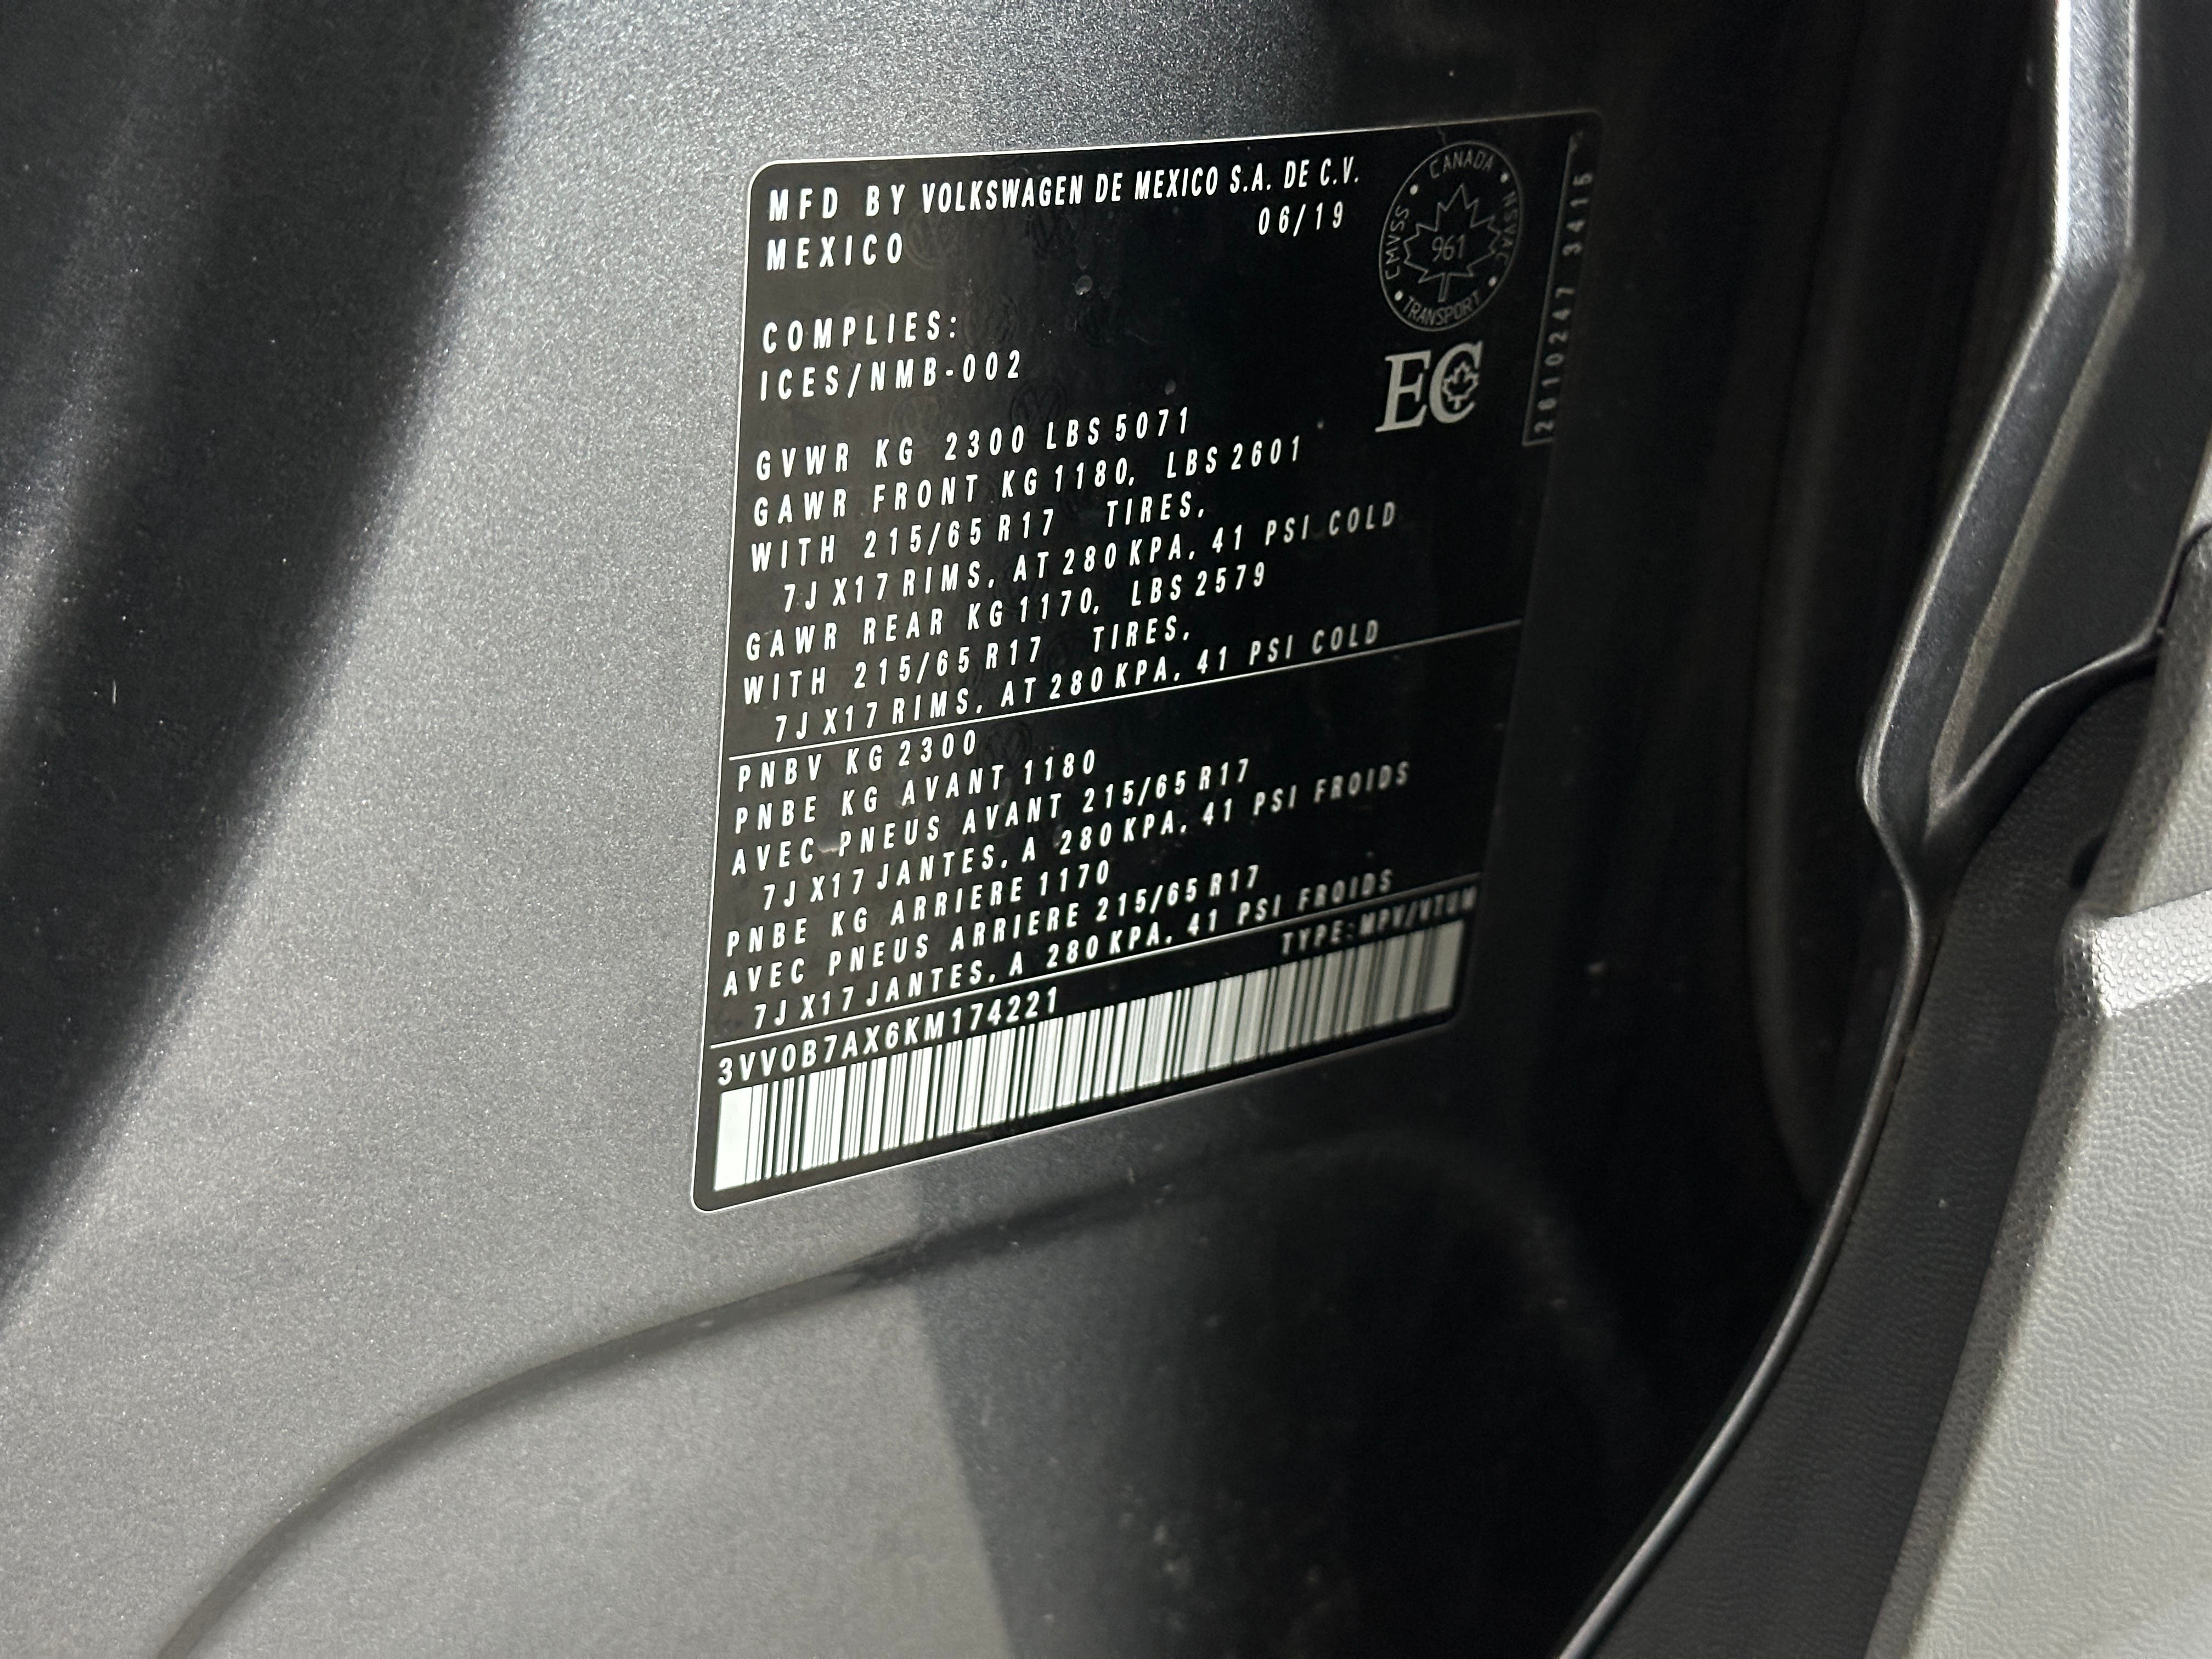 MFD BY VOLKSWAGEN DE MEXICO S.A. DE C.V.
06/19
MEXICO
CANADA
CMVSS
NSVAC
961
TRANSPORT
COMPLIES:
ICES/NMB-002
EC
GVWR KG 2300 LBS 5071
GAWR FRONT KG 1180, LBS 2601
WITH 215/65 R17 TIRES,
7J X17 RIMS, AT 280 KPA, 41 PSI COLD
GAWR REAR KG 1170, LBS 2579
WITH 215/65 R17 TIRES,
7J X17 RIMS, AT 280 KPA, 41 PSI COLD
PNBV KG 2300
PNBE KG AVANT 1180
AVEC PNEUS AVANT 215/65 R17
7J X17 JANTES, A 280 KPA, 41 PSI FROIDS
PNBE KG ARRIERE 1170
AVEC PNEUS ARRIERE 215/65 R17
7J X17 JANTES, A 280 KPA, 41 PSI FROIDS
3VV0B7AX6KM174221
TYPE: MPV/VTUM